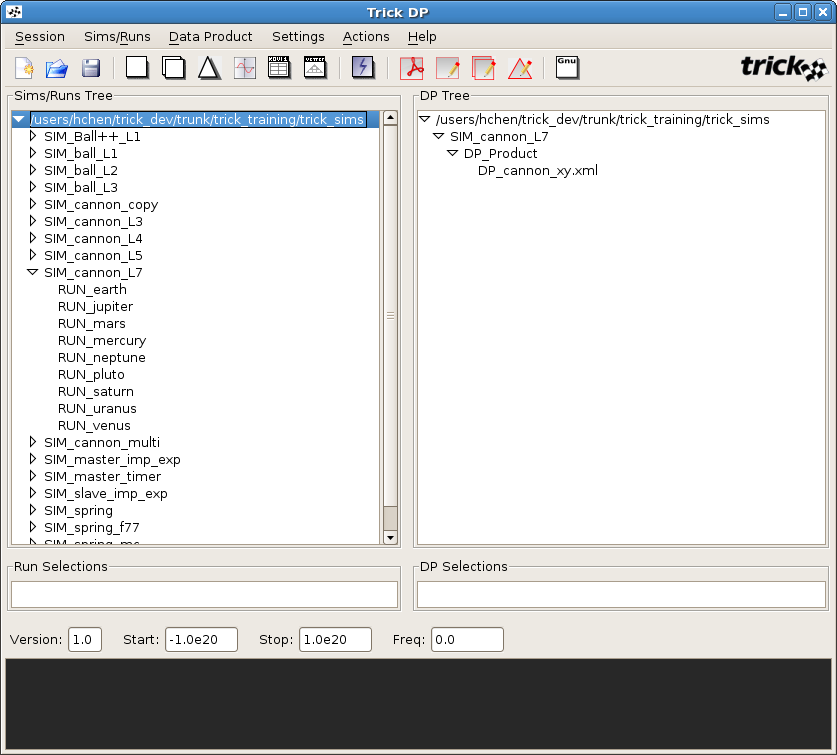 Trick DP
Session Sims/Runs Data Product Settings Actions Help
Gnu
trick
Sims/Runs Tree
/users/hchen/trick_dev/trunk/trick_training/trick_sims
SIM_Ball++_L1
SIM_ball_L1
SIM_ball_L2
SIM_ball_L3
SIM_cannon_copy
SIM_cannon_L3
SIM_cannon_L4
SIM_cannon_L5
SIM_cannon_L7
RUN_earth
RUN_jupiter
RUN_mars
RUN_mercury
RUN_neptune
RUN_pluto
RUN_saturn
RUN_uranus
RUN_venus
SIM_cannon_multi
SIM_master_imp_exp
SIM_master_timer
SIM_slave_imp_exp
SIM_spring
SIM_spring_f77
DP Tree
/users/hchen/trick_dev/trunk/trick_training/trick_sims
SIM_cannon_L7
DP_Product
DP_cannon_xy.xml
Run Selections
DP Selections
Version: 1.0 Start: -1.0e20 Stop: 1.0e20 Freq: 0.0